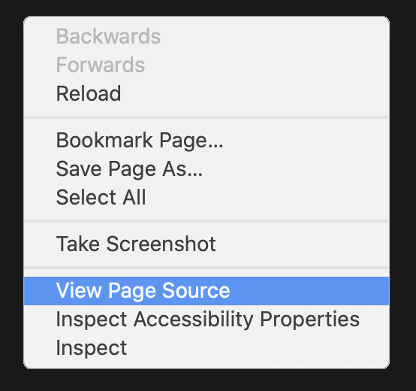 Backwards
Forwards
Reload
Bookmark Page...
Save Page As...
Select All
Take Screenshot
View Page Source
Inspect Accessibility Properties
Inspect